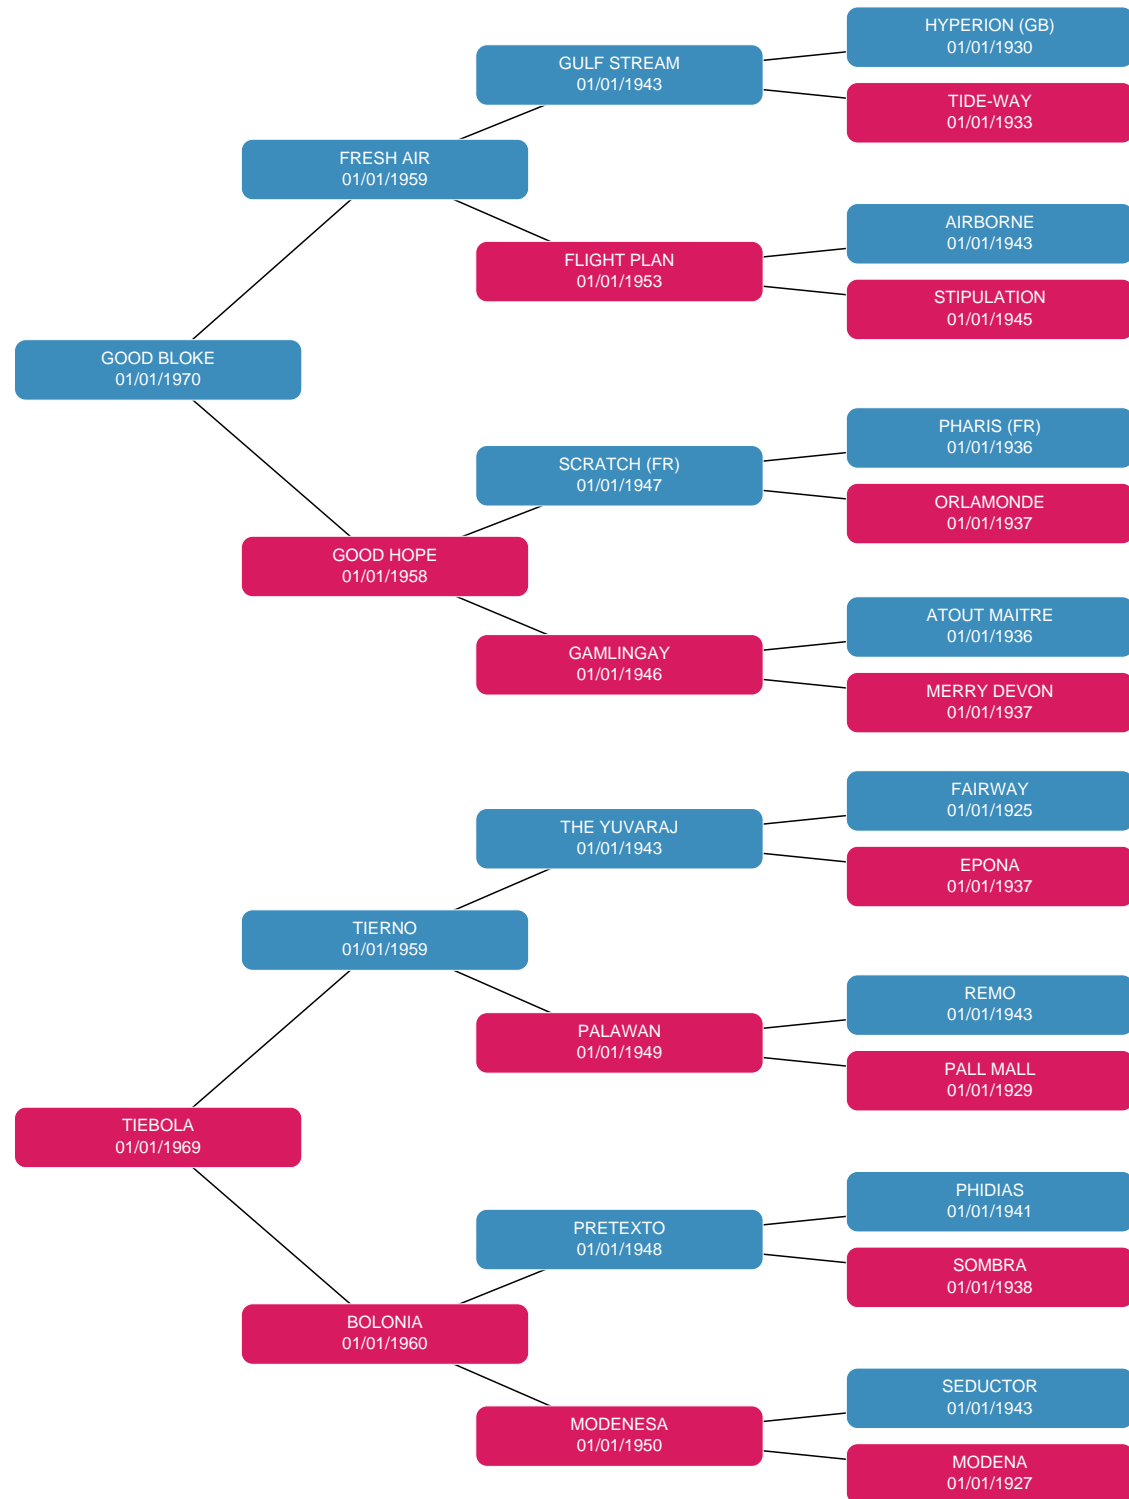 HYPERION (GB)
01/01/1930
GULF STREAM
01/01/1943
TIDE-WAY
01/01/1933
FRESH AIR
01/01/1959
AIRBORNE
01/01/1943
FLIGHT PLAN
01/01/1953
STIPULATION
01/01/1945
GOOD BLOKE
01/01/1970
PHARIS (FR)
01/01/1936
SCRATCH (FR)
01/01/1947
ORLAMONDE
01/01/1937
GOOD HOPE
01/01/1958
ATOUT MAITRE
01/01/1936
GAMLINGAY
01/01/1946
MERRY DEVON
01/01/1937
FAIRWAY
01/01/1925
THE YUVARAJ
01/01/1943
EPONA
01/01/1937
TIERNO
01/01/1959
REMO
01/01/1943
PALAWAN
01/01/1949
PALL MALL
01/01/1929
TIEBOLA
01/01/1969
PHIDIAS
01/01/1941
PRETEXTO
01/01/1948
SOMBRA
01/01/1938
BOLONIA
01/01/1960
SEDUCTOR
01/01/1943
MODENESA
01/01/1950
MODENA
01/01/1927